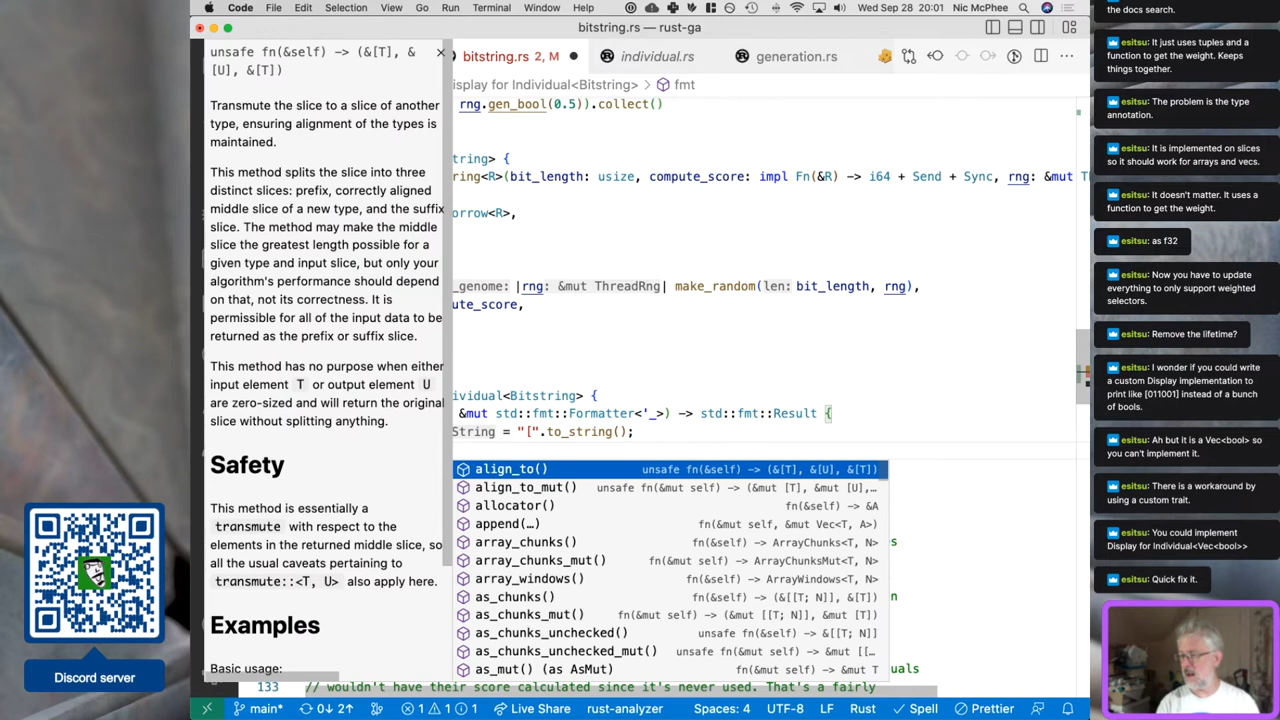 Code File Edit Selection View Go Run Terminal Window Help Wed Sep 28 20:01 Nic McPhee
bitstring.rs — rust-ga
unsafe fn(&self) -> (&[T], &
[U], &[T])
Transmute the slice to a slice of another
type, ensuring alignment of the types is
maintained.
This method splits the slice into three
distinct slices: prefix, correctly aligned
middle slice of a new type, and the suffix
slice. The method may make the middle
slice the greatest length possible for a
given type and input slice, but only your
algorithm's performance should depend
on that, not its correctness. It is
permissible for all of the input data to be
returned as the prefix or suffix slice.
This method has no purpose when either
input element T or output element U
are zero-sized and will return the original
slice without splitting anything.
Safety
This method is essentially a
transmute with respect to the
elements in the returned middle slice, so
all the usual caveats pertaining to
transmute::<T, U> also apply here.
Examples
Basic usage:
bitstring.rs 2, M
individual.rs
generation.rs
isplay for Individual<Bitstring> > fmt
rng.gen_bool(0.5)).collect()
tring> {
ring<R>(bit_length: usize, compute_score: impl Fn(&R) -> i64 + Send + Sync, rng: &mut Th
orrow<R>,
_genome: |rng: &mut ThreadRng| make_random(len: bit_length, rng),
ute_score,
dividual<Bitstring> {
&mut std::fmt::Formatter<'_>) -> std::fmt::Result {
String = "[".to_string();
align_to() unsafe fn(&self) -> (&[T], &[U], &[T])
align_to_mut() unsafe fn(&mut self) -> (&mut [T], &mut [U],…
allocator() fn(&self) -> &A
append(…) fn(&mut self, &mut Vec<T, A>)
array_chunks() fn(&self) -> ArrayChunks<T, N>
array_chunks_mut() fn(&mut self) -> ArrayChunksMut<T, N>
array_windows() fn(&self) -> ArrayWindows<T, N>
as_chunks() fn(&self) -> (&[[T; N]], &[T])
as_chunks_mut() fn(&mut self) -> (&mut [[T; N]], &mut [T])
as_chunks_unchecked() unsafe fn(&self) -> &[[T; N]]
as_chunks_unchecked_mut() unsafe fn(&mut self) -> &mut [[…
as_mut() (as AsMut) fn(&mut self) -> &mut T
133 // wouldn't have their score calculated since it's never used. That's a fairly
main* 0↓ 2↑ 1 1 1 Live Share rust-analyzer Spaces: 4 UTF-8 LF Rust Spell Prettier
the docs search.
esitsu: It just uses tuples and a
function to get the weight. Keeps
things together.
esitsu: The problem is the type
annotation.
esitsu: It is implemented on slices
so it should work for arrays and vecs.
esitsu: It doesn't matter. It uses a
function to get the weight.
esitsu: as f32
esitsu: Now you have to update
everything to only support weighted
selectors.
esitsu: Remove the lifetime?
esitsu: I wonder if you could write
a custom Display implementation to
print like [011001] instead of a bunch
of bools.
esitsu: Ah but it is a Vec<bool> so
you can't implement it.
esitsu: There is a workaround by
using a custom trait.
esitsu: You could implement
Display for Individual<Vec<bool>>
esitsu: Quick fix it.
Discord server